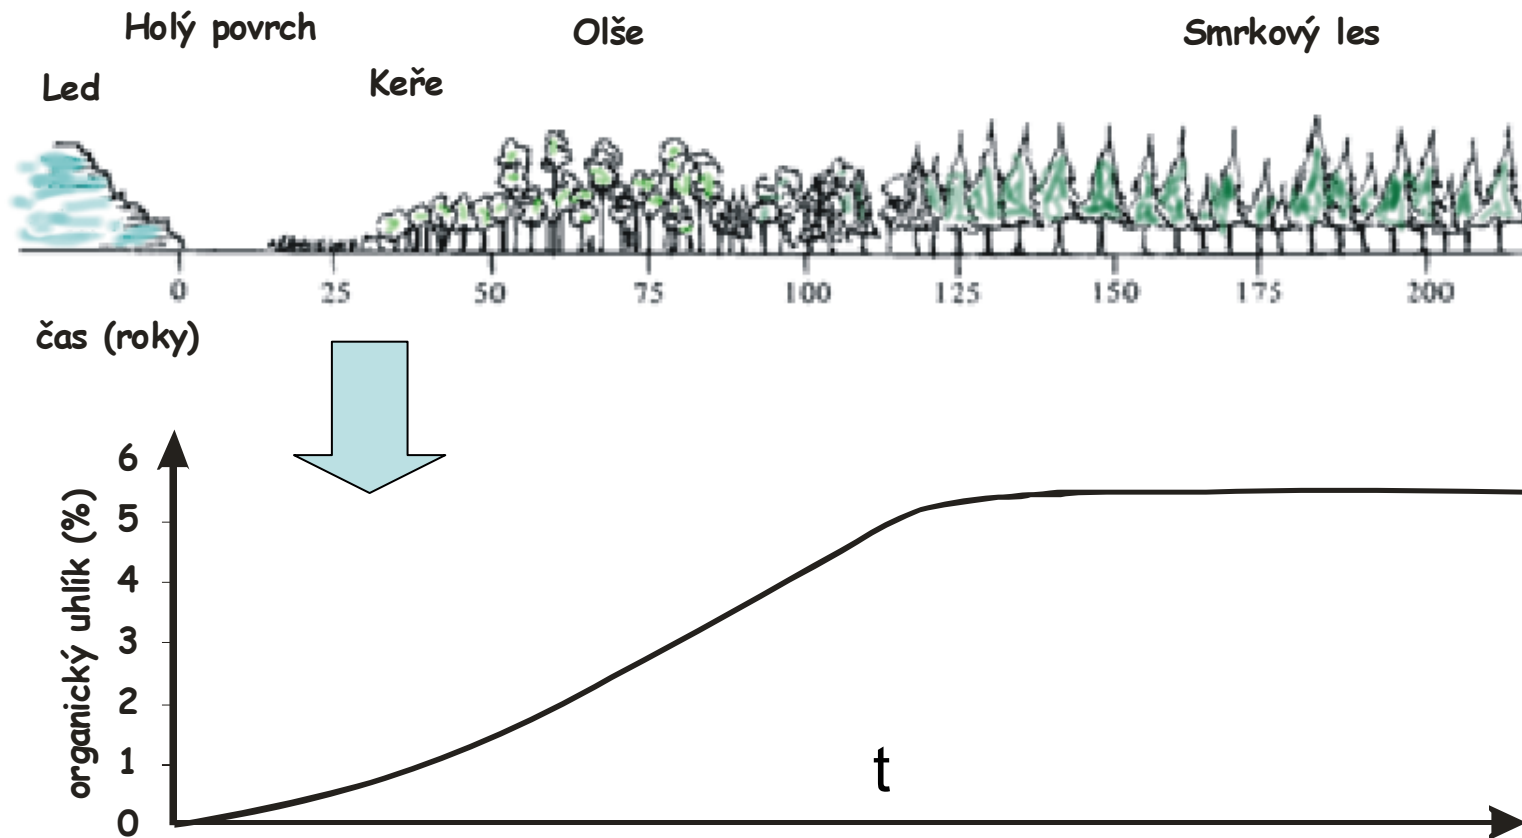 Holý povrch
Olše
Smrkový les
Led
Keře
0 25 50 75 100 125 150 175 200
čas (roky)
organický uhlík (%)
6
5
4
3
2
1
0
t